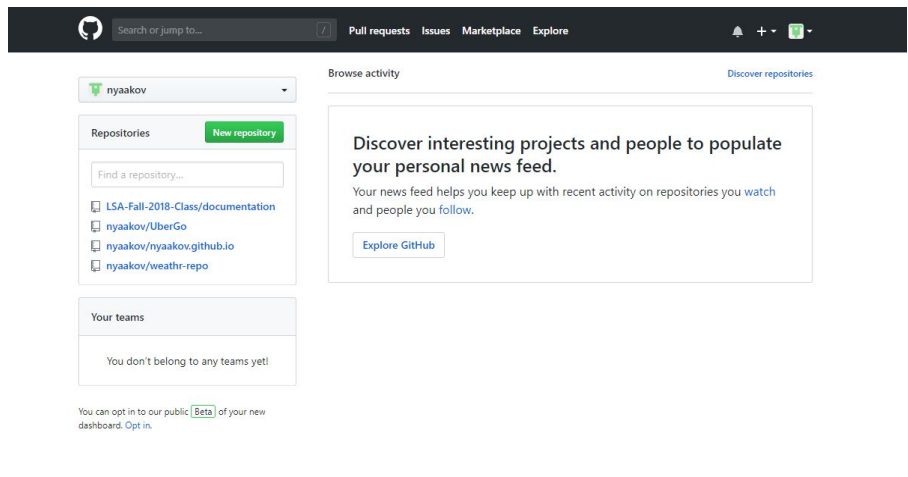 Search or jump to... / Pull requests Issues Marketplace Explore
nyaakov
Repositories New repository
Find a repository...
LSA-Fall-2018-Class/documentation
nyaakov/UberGo
nyaakov/nyaakov.github.io
nyaakov/weathr-repo
Your teams
You don't belong to any teams yet!
You can opt in to our public Beta of your new
dashboard. Opt in.
Browse activity Discover repositories
Discover interesting projects and people to populate
your personal news feed.
Your news feed helps you keep up with recent activity on repositories you watch
and people you follow.
Explore GitHub